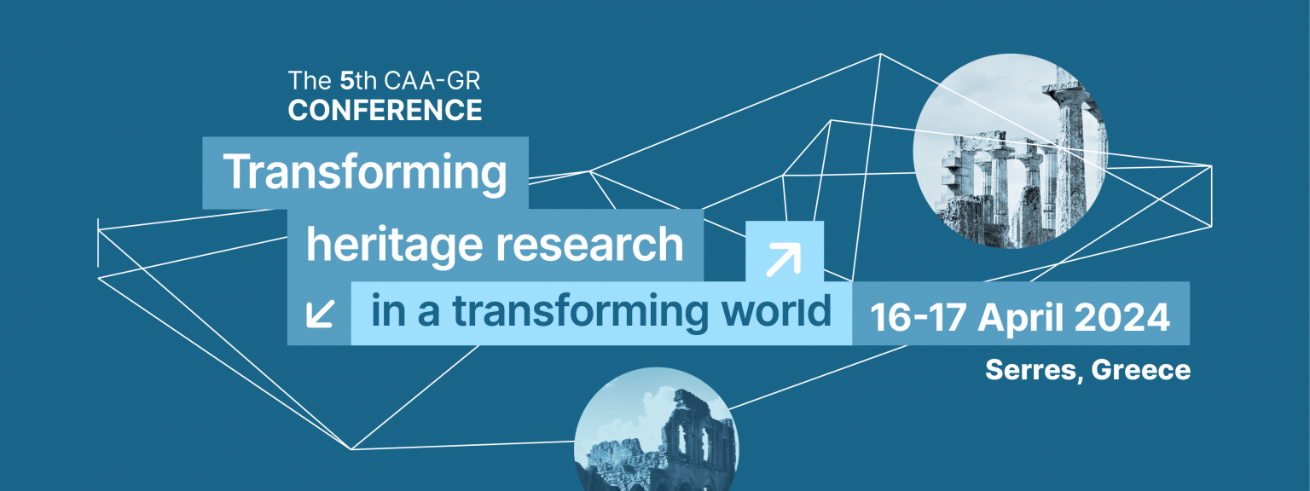 The 5th CAA-GR
CONFERENCE
Transforming
heritage research
in a transforming world
16-17 April 2024
Serres, Greece